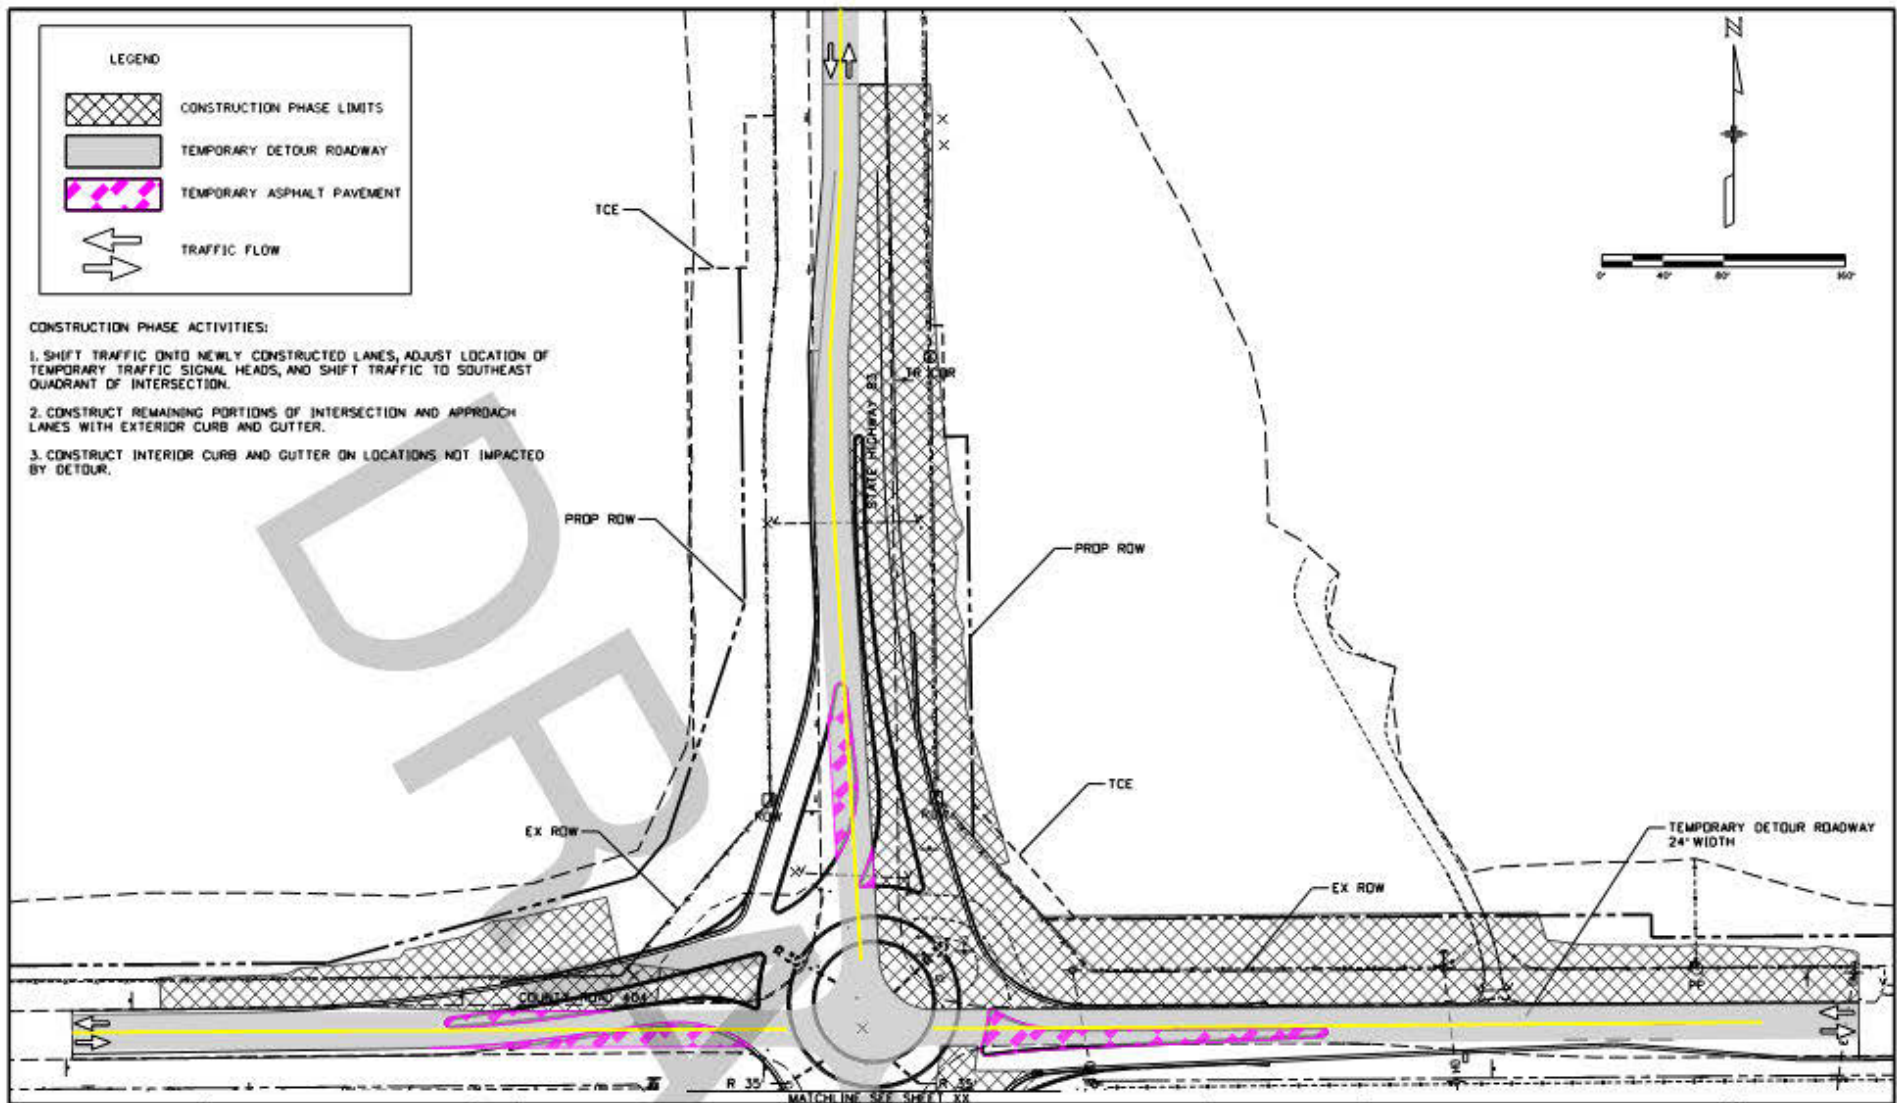 LEGEND
CONSTRUCTION PHASE LIMITS
TEMPORARY DETOUR ROADWAY
TEMPORARY ASPHALT PAVEMENT
TRAFFIC FLOW
CONSTRUCTION PHASE ACTIVITIES:
1. SHIFT TRAFFIC ONTO NEWLY CONSTRUCTED LANES, ADJUST LOCATION OF
TEMPORARY TRAFFIC SIGNAL HEADS, AND SHIFT TRAFFIC TO SOUTHEAST
QUADRANT OF INTERSECTION.
2. CONSTRUCT REMAINING PORTIONS OF INTERSECTION AND APPROACH
LANES WITH EXTERIOR CURB AND GUTTER.
3. CONSTRUCT INTERIOR CURB AND GUTTER ON LOCATIONS NOT IMPACTED
BY DETOUR.
N
0' 40' 80' 160'
TCE
STATE HIGHWAY 83
PROP ROW
PROP ROW
TCE
ROW
EX ROW
TEMPORARY DETOUR ROADWAY
24' WIDTH
EX ROW
COUNTY ROAD 404
PP
R 35'
R 35'
MATCHLINE SEE SHEET XX
DRA